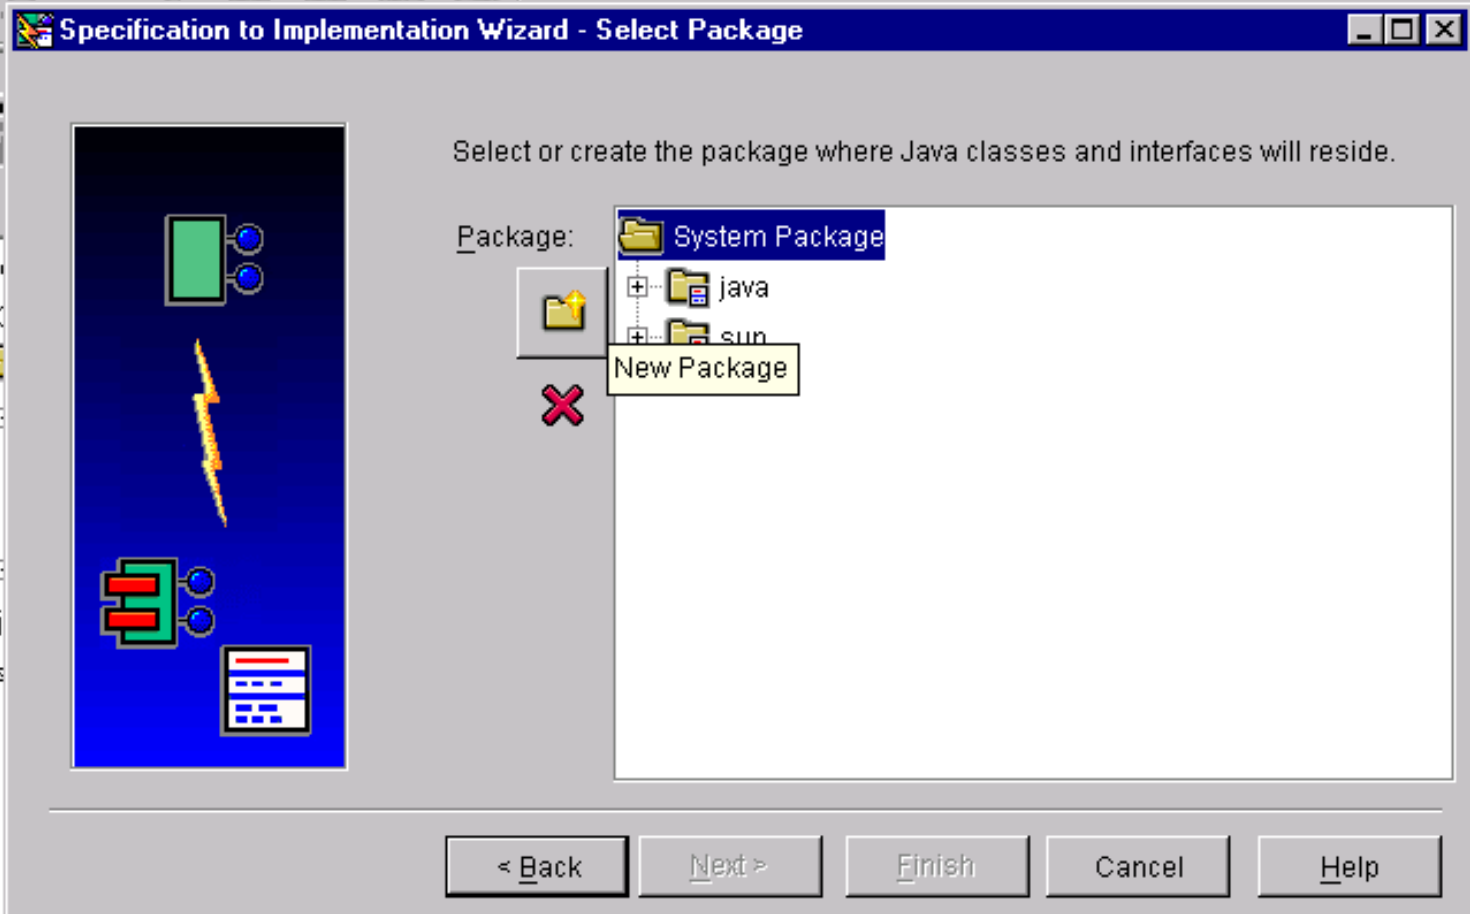 Specification to Implementation Wizard - Select Package
Select or create the package where Java classes and interfaces will reside.
Package:
System Package
java
sun
New Package
< Back
Next >
Finish
Cancel
Help